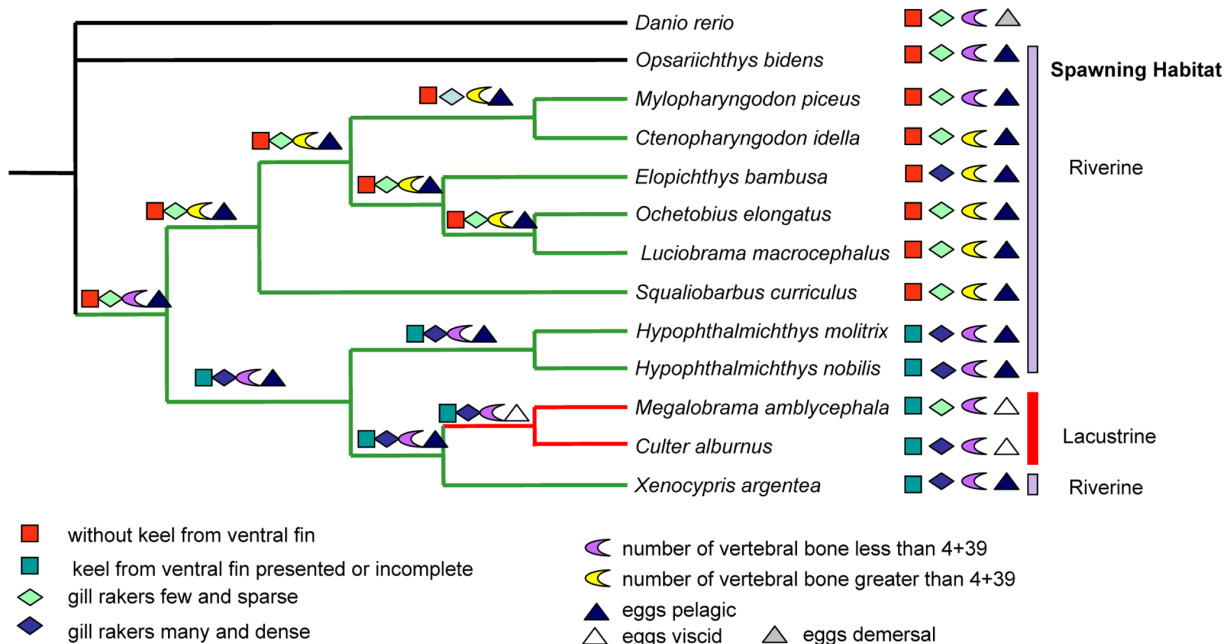 Danio rerio
Opsariichthys bidens
Spawning Habitat
Mylopharyngodon piceus
Ctenopharyngodon idella
Riverine
Elopichthys bambusa
Ochetobius elongatus
Luciobrama macrocephalus
Squaliobarbus curriculus
Hypophthalmichthys molitrix
Hypophthalmichthys nobilis
Megalobrama amblycephala
Lacustrine
Culter alburnus
Xenocypris argentea
Riverine
without keel from ventral fin
keel from ventral fin presented or incomplete
gill rakers few and sparse
gill rakers many and dense
number of vertebral bone less than 4+39
number of vertebral bone greater than 4+39
eggs pelagic
eggs viscid
eggs demersal